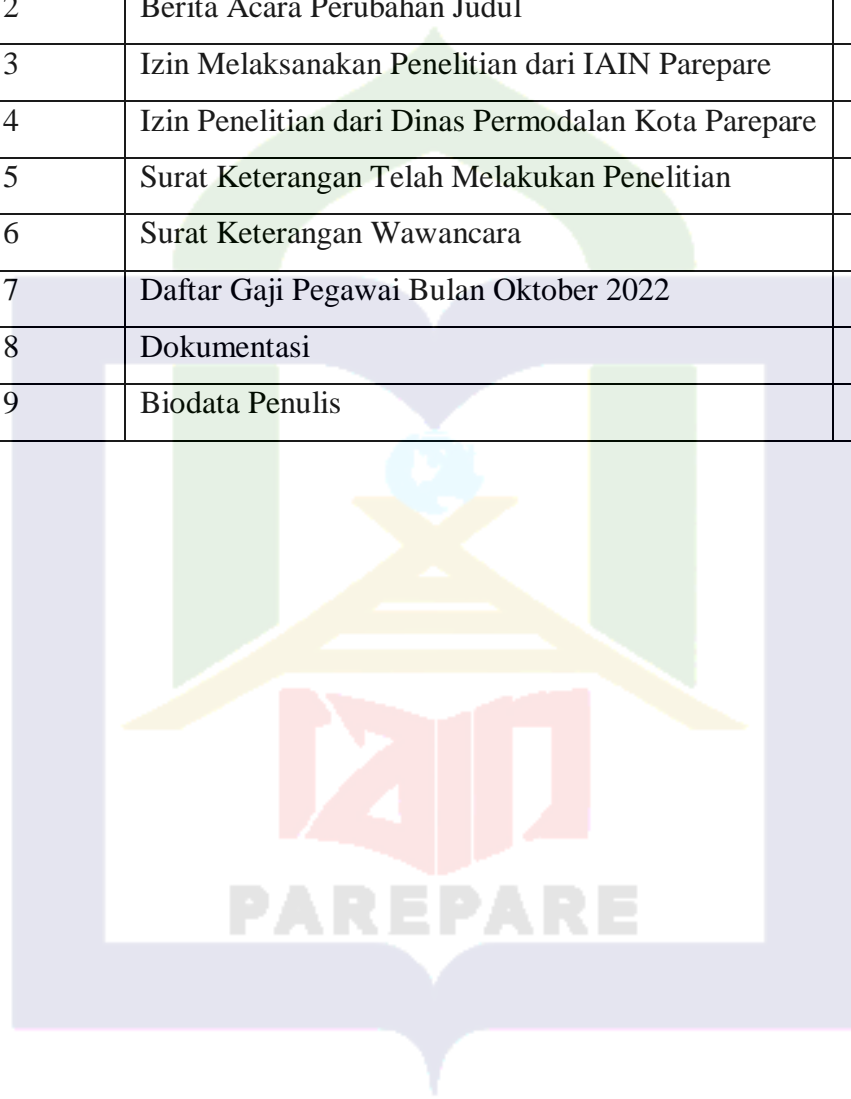 2 Berita Acara Perubahan Judul
3 Izin Melaksanakan Penelitian dari IAIN Parepare
4 Izin Penelitian dari Dinas Permodalan Kota Parepare
5 Surat Keterangan Telah Melakukan Penelitian
6 Surat Keterangan Wawancara
7 Daftar Gaji Pegawai Bulan Oktober 2022
8 Dokumentasi
9 Biodata Penulis
iain
PAREPARE